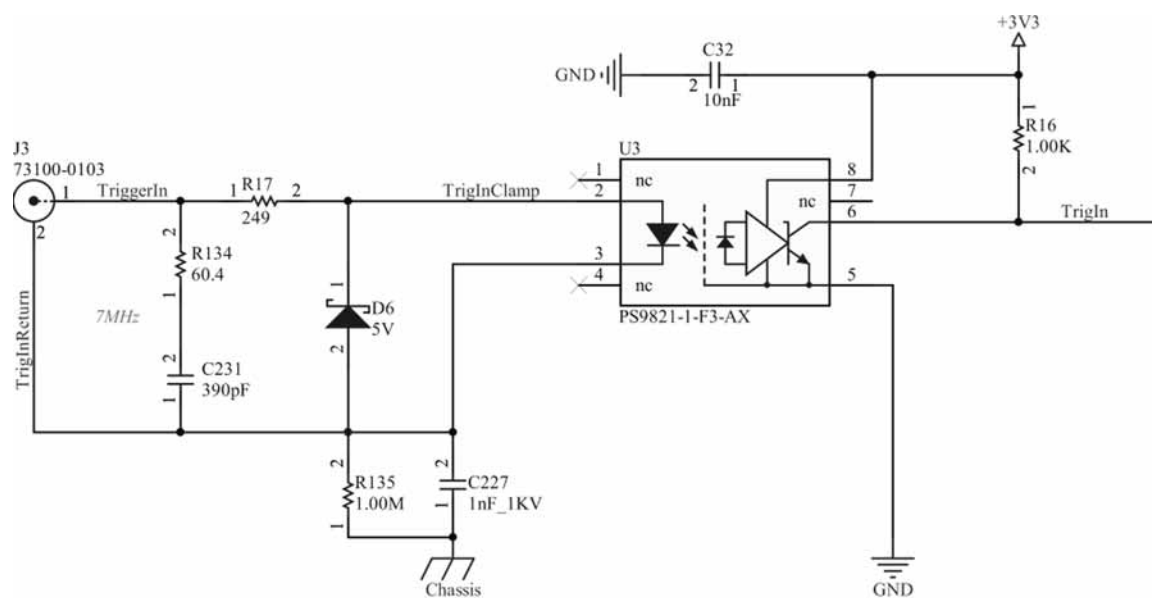 +3V3
C32
GND
2
1
10nF
1
R16
1.00K
2
J3
73100-0103
U3
1
TriggerIn
1
R17
2
249
TrigInClamp
1
nc
8
2
nc
7
6
TrigIn
2
2
R134
60.4
1
3
4
nc
5
PS9821-1-F3-AX
7MHz
1
D6
5V
2
TrigInReturn
2
C231
390pF
1
2
R135
1.00M
1
2
C227
1nF_1KV
1
Chassis
GND